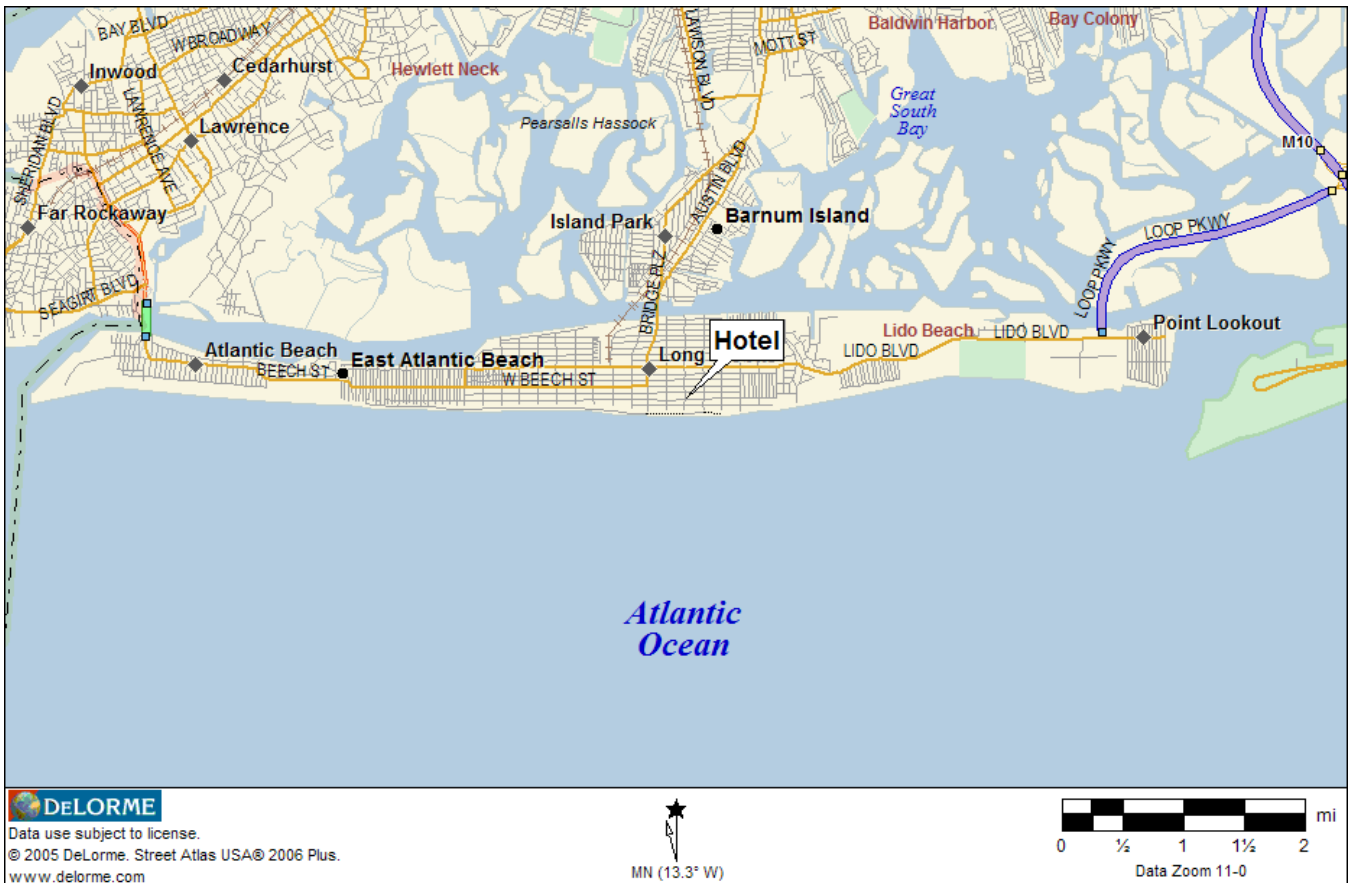 BAY BLVD
W BROADWAY
Inwood
Cedarhurst
Hewlett Neck
LAWSON BLVD
MOTT ST
Baldwin Harbor
Bay Colony
SHERIDAN BLVD
LAWRENCE AVE
Lawrence
Pearsalls Hassock
Great
South
Bay
M10
Far Rockaway
Island Park
AUSTIN BLVD
Barnum Island
LOOP PKWY
LOOP PKWY
SEAGIRT BLVD
BRIDGE PLZ
Atlantic Beach
BEECH ST
East Atlantic Beach
W BEECH ST
Long
Hotel
LIDO BLVD
Lido Beach
LIDO BLVD
Point Lookout
Atlantic
Ocean
DELORME
Data use subject to license.
© 2005 DeLorme. Street Atlas USA® 2006 Plus.
www.delorme.com
MN (13.3° W)
mi
0 ½ 1 1½ 2
Data Zoom 11-0